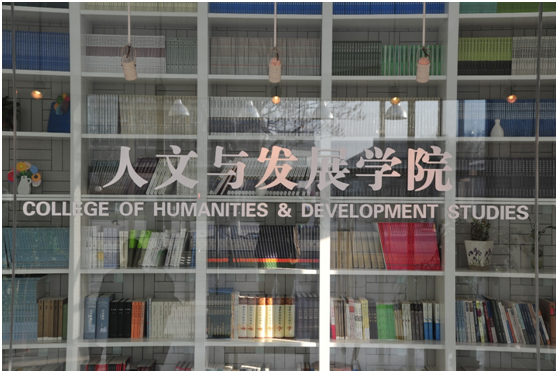 人文与发展学院
COLLEGE OF HUMANITIES & DEVELOPMENT STUDIES